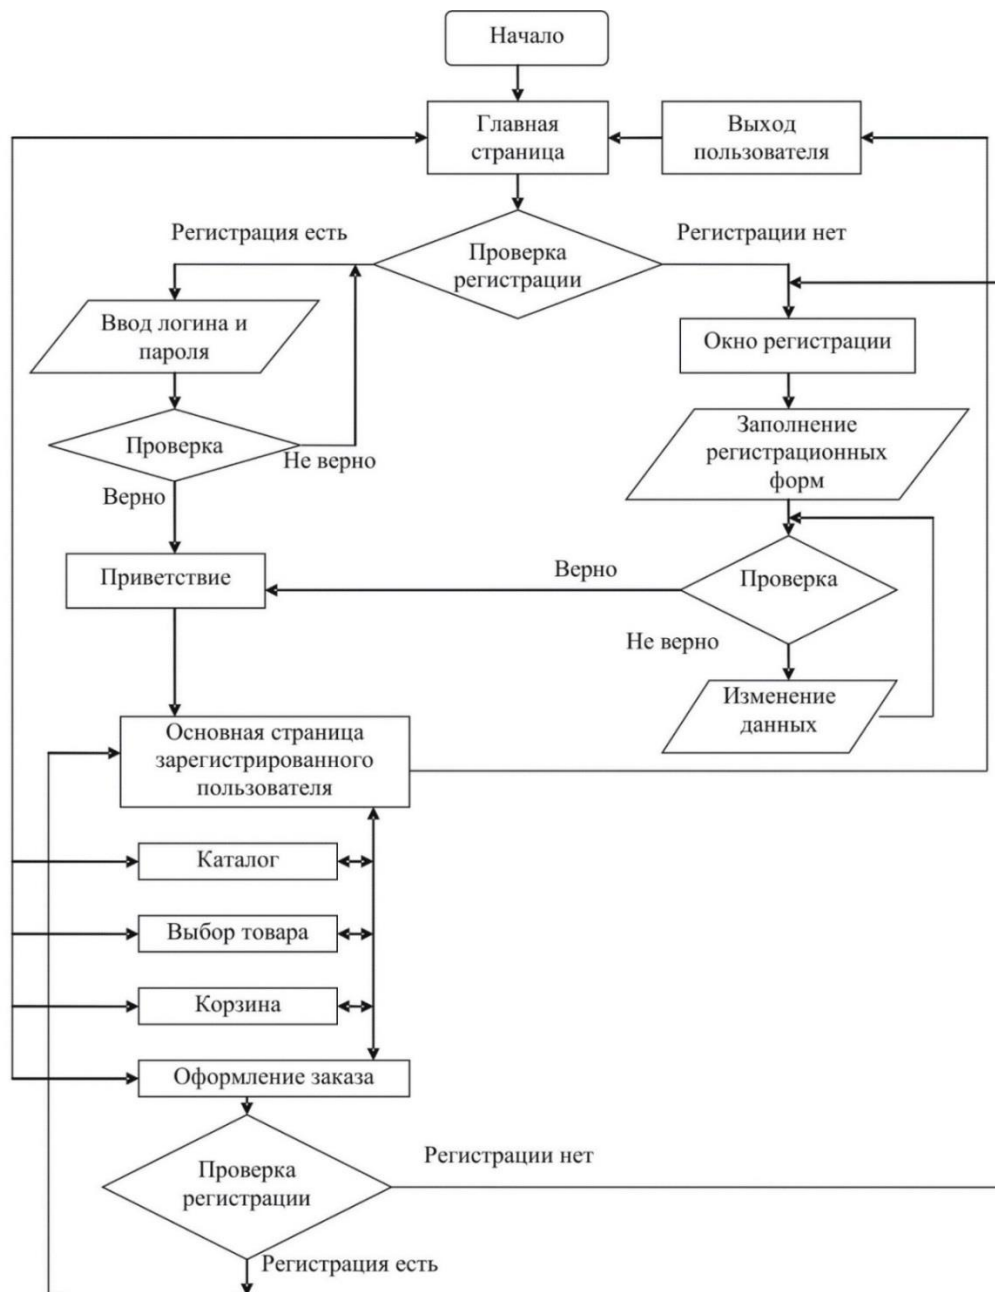 Начало
Главная
страница
Выход
пользователя
Регистрация есть
Проверка
регистрации
Регистрации нет
Ввод логина и
пароля
Окно регистрации
Проверка
Не верно
Верно
Заполнение
регистрационных
форм
Приветствие
Верно
Проверка
Не верно
Изменение
данных
Основная страница
зарегистрированного
пользователя
Каталог
Выбор товара
Корзина
Оформление заказа
Проверка
регистрации
Регистрации нет
Регистрация есть